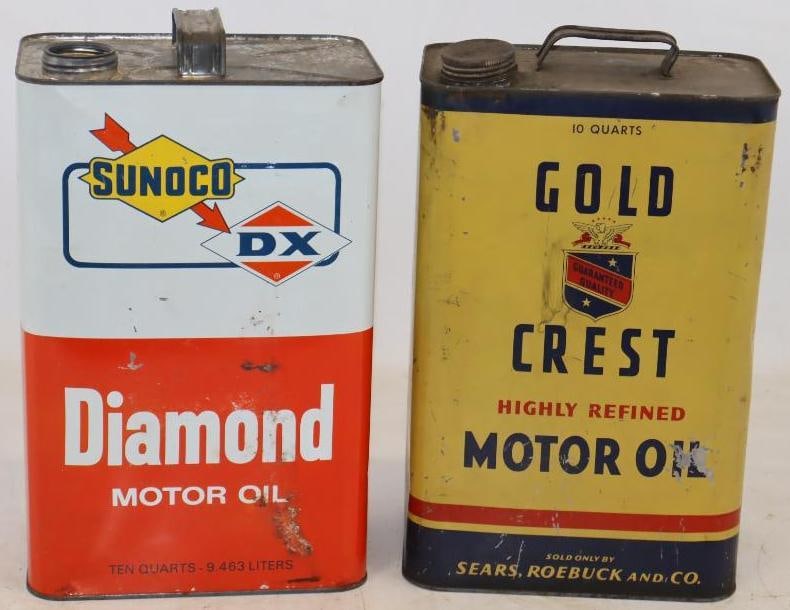 SUNOCO
®
DX
®
Diamond
MOTOR OIL
TEN QUARTS - 9.463 LITERS
10 QUARTS
GOLD
GUARANTEED
QUALITY
CREST
HIGHLY REFINED
MOTOR OIL
SOLD ONLY BY
SEARS, ROEBUCK AND CO.